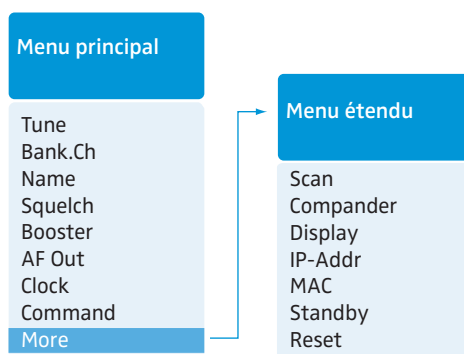 Menu principal
Tune
Bank.Ch
Name
Squelch
Booster
AF Out
Clock
Command
More
Menu étendu
Scan
Compander
Display
IP-Addr
MAC
Standby
Reset